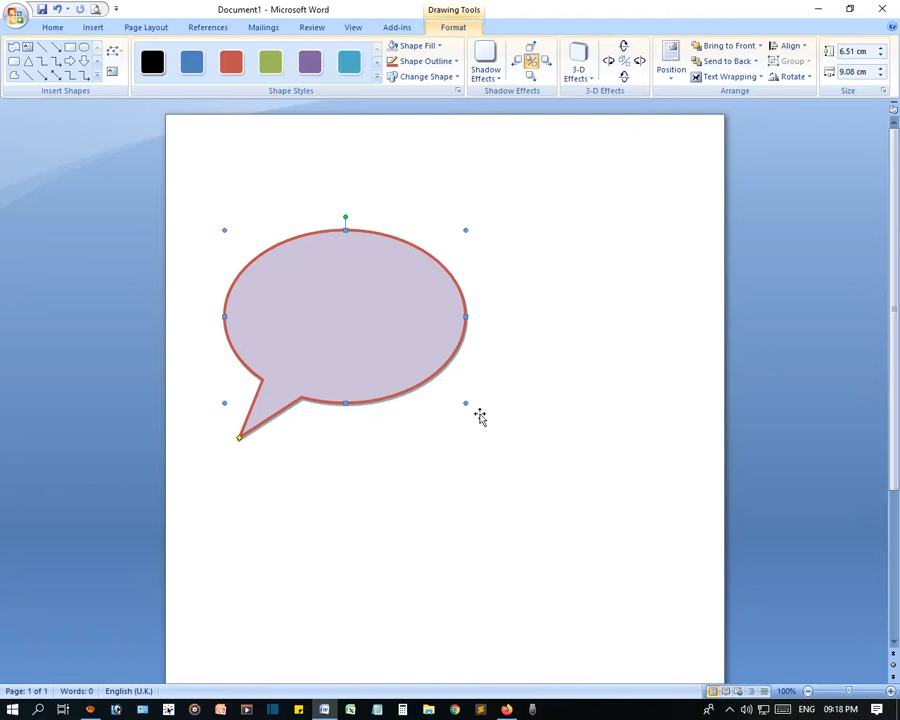 Document1 - Microsoft Word
Drawing Tools
Home Insert Page Layout References Mailings Review View Add-Ins Format
Shape Fill
Shape Outline
Change Shape
Shadow Effects
3-D Effects
Position
Bring to Front
Send to Back
Text Wrapping
Align
Group
Rotate
6.51 cm
9.08 cm
Insert Shapes Shape Styles Shadow Effects 3-D Effects Arrange Size
Page: 1 of 1 Words: 0 English (U.K.) 100%
ENG 09:18 PM